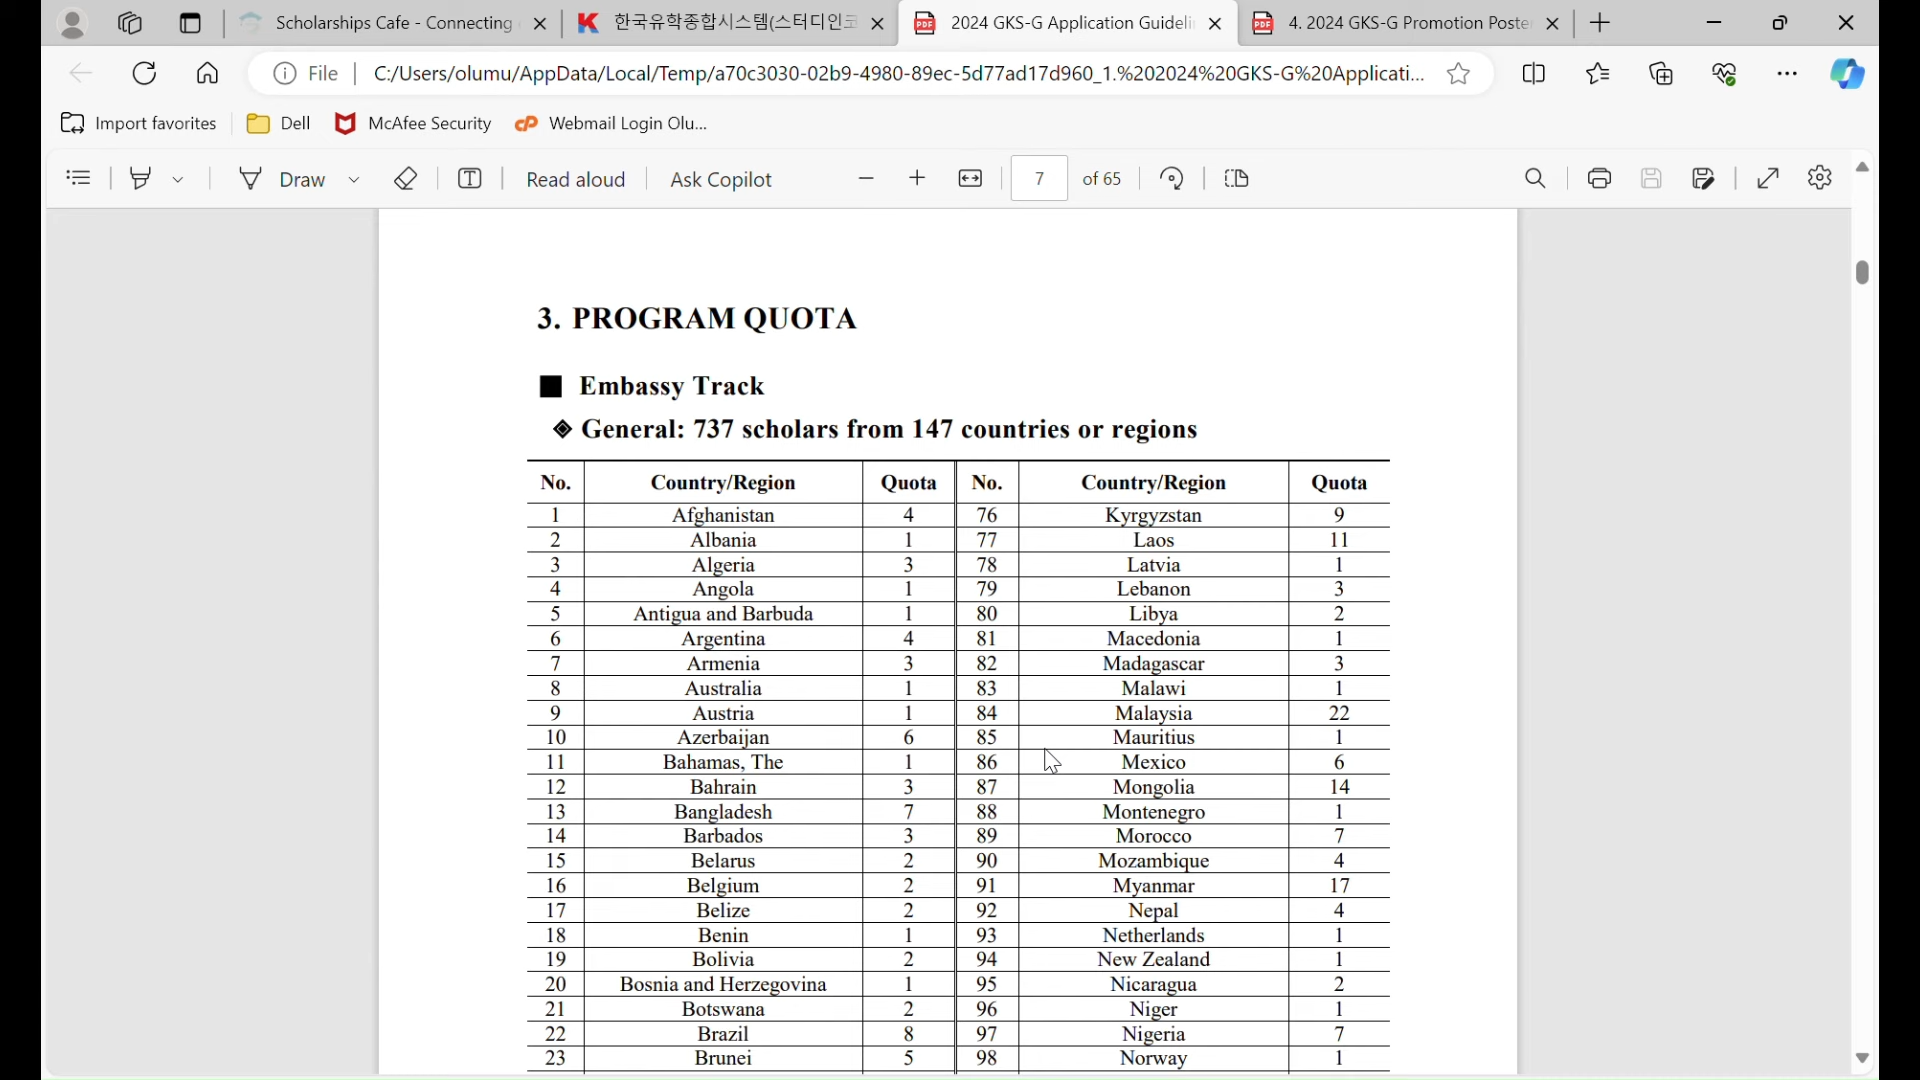 Scholarships Cafe - Connecting
한국유학종합시스템(스터디인코
2024 GKS-G Application Guideli
4. 2024 GKS-G Promotion Poste
File
C:/Users/olumu/AppData/Local/Temp/a70c3030-02b9-4980-89ec-5d77ad17d960_1.%202024%20GKS-G%20Applicati...
Import favorites
Dell
McAfee Security
Webmail Login Olu...
Draw
Read aloud
Ask Copilot
7 of 65
3. PROGRAM QUOTA
■ Embassy Track
◈ General: 737 scholars from 147 countries or regions
No. Country/Region Quota No. Country/Region Quota
1 Afghanistan 4 76 Kyrgyzstan 9
2 Albania 1 77 Laos 11
3 Algeria 3 78 Latvia 1
4 Angola 1 79 Lebanon 3
5 Antigua and Barbuda 1 80 Libya 2
6 Argentina 4 81 Macedonia 1
7 Armenia 3 82 Madagascar 3
8 Australia 1 83 Malawi 1
9 Austria 1 84 Malaysia 22
10 Azerbaijan 6 85 Mauritius 1
11 Bahamas, The 1 86 Mexico 6
12 Bahrain 3 87 Mongolia 14
13 Bangladesh 7 88 Montenegro 1
14 Barbados 3 89 Morocco 7
15 Belarus 2 90 Mozambique 4
16 Belgium 2 91 Myanmar 17
17 Belize 2 92 Nepal 4
18 Benin 1 93 Netherlands 1
19 Bolivia 2 94 New Zealand 1
20 Bosnia and Herzegovina 1 95 Nicaragua 2
21 Botswana 2 96 Niger 1
22 Brazil 8 97 Nigeria 7
23 Brunei 5 98 Norway 1